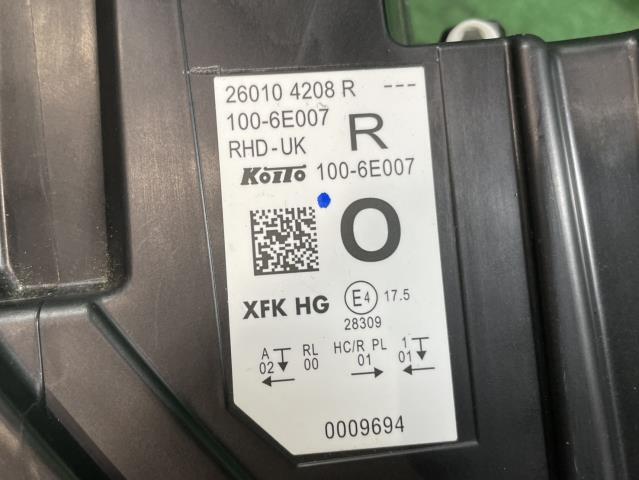 26010 4208 R ---
100-6E007
RHD-UK R
KOITO 100-6E007
O
XFK HG E4 17.5
28309
A RL HC/R PL 1
02 00 01 01
0009694